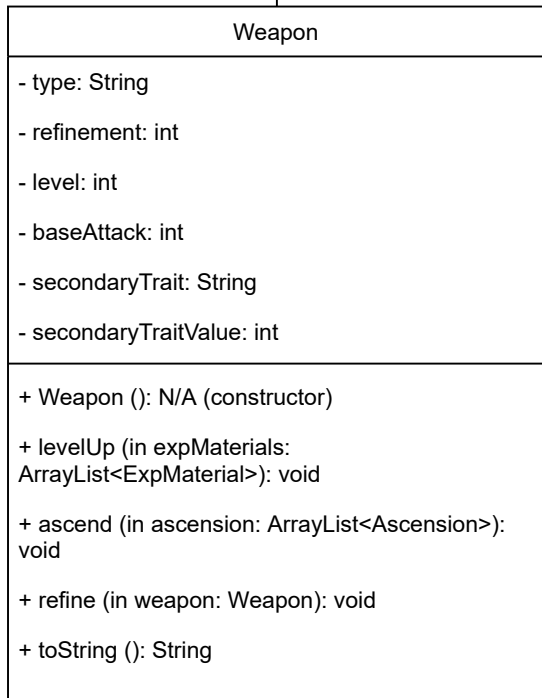 Weapon
- type: String
- refinement: int
- level: int
- baseAttack: int
- secondaryTrait: String
- secondaryTraitValue: int
+ Weapon (): N/A (constructor)
+ levelUp (in expMaterials:
ArrayList<ExpMaterial>): void
+ ascend (in ascension: ArrayList<Ascension>):
void
+ refine (in weapon: Weapon): void
+ toString (): String